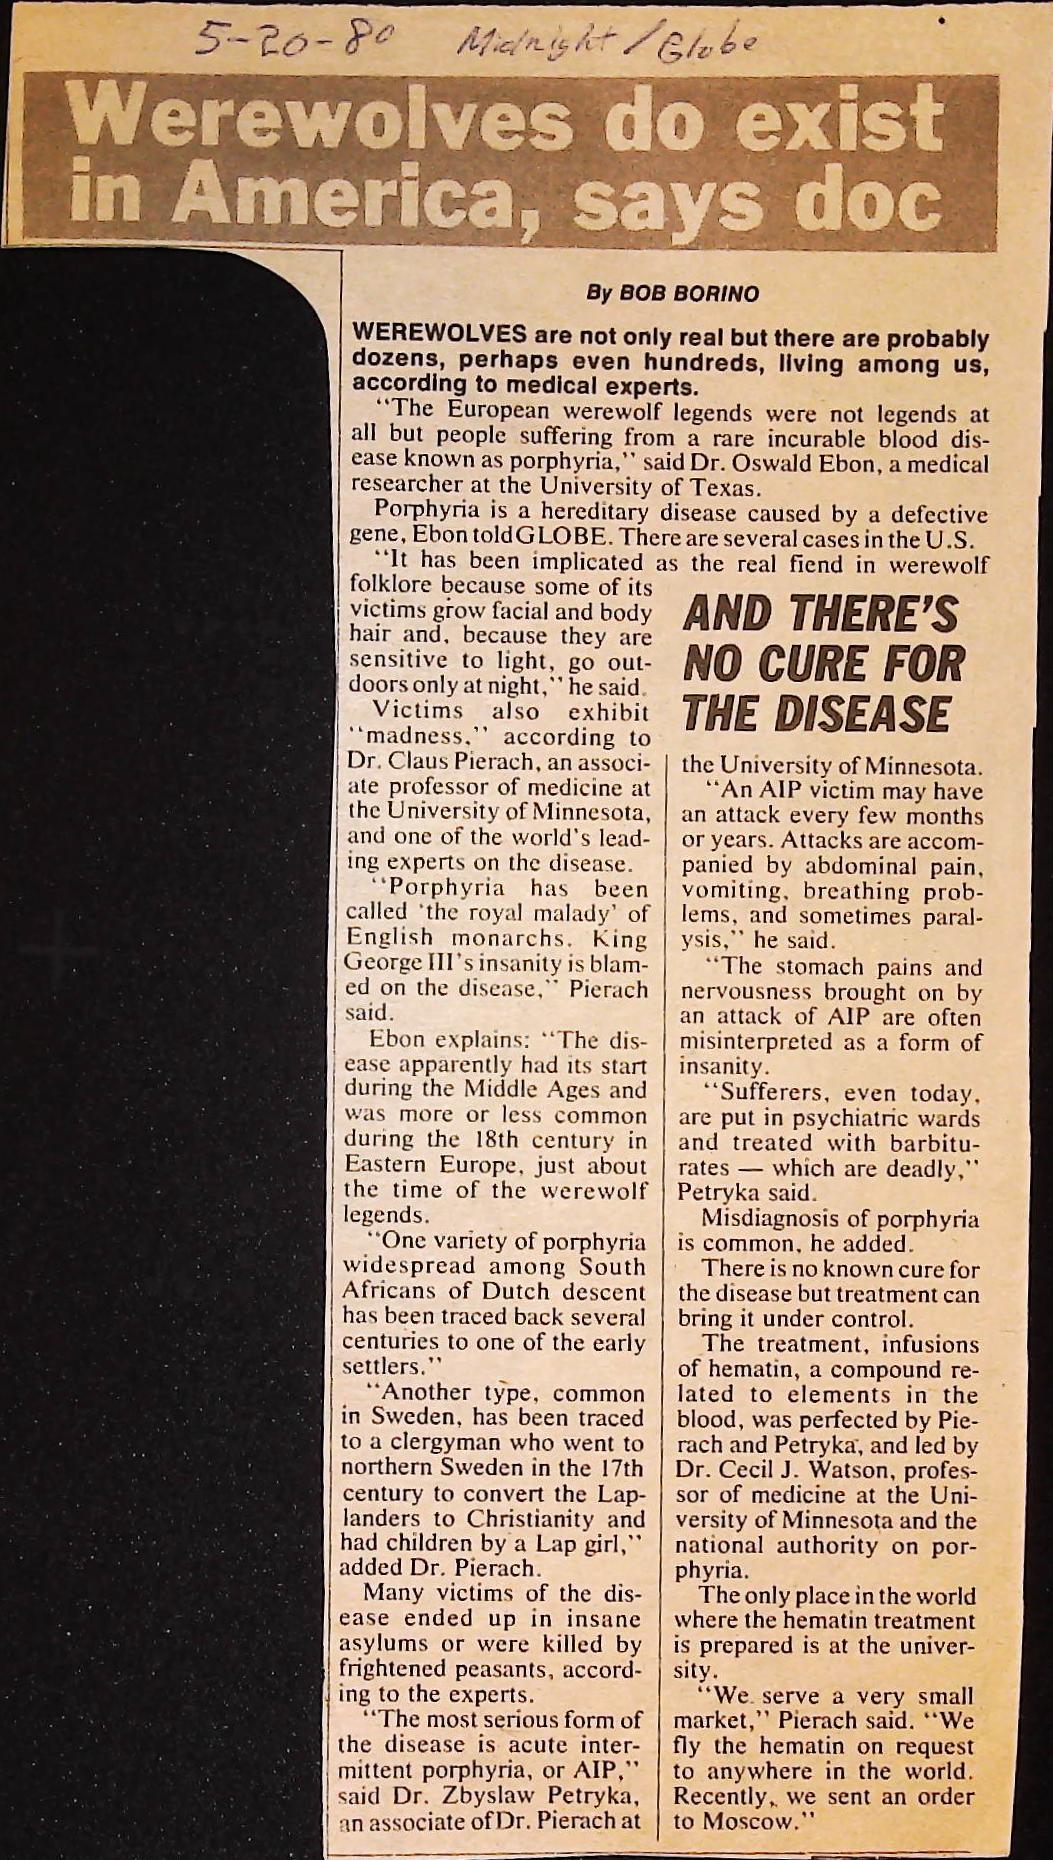 5-20-80 Midnight/Globe
Werewolves do exist
in America, says doc
By BOB BORINO
WEREWOLVES are not only real but there are probably
dozens, perhaps even hundreds, living among us,
according to medical experts.
"The European werewolf legends were not legends at
all but people suffering from a rare incurable blood dis-
ease known as porphyria," said Dr. Oswald Ebon, a medical
researcher at the University of Texas.
Porphyria is a hereditary disease caused by a defective
gene, Ebon told GLOBE. There are several cases in the U.S.
"It has been implicated as the real fiend in werewolf
folklore because some of its
victims grow facial and body
hair and, because they are
sensitive to light, go out-
doors only at night," he said.
Victims also exhibit
"madness," according to
Dr. Claus Pierach, an associ-
ate professor of medicine at
the University of Minnesota,
and one of the world's lead-
ing experts on the disease.
"Porphyria has been
called 'the royal malady' of
English monarchs. King
George III's insanity is blam-
ed on the disease," Pierach
said.
Ebon explains: "The dis-
ease apparently had its start
during the Middle Ages and
was more or less common
during the 18th century in
Eastern Europe, just about
the time of the werewolf
legends.
"One variety of porphyria
widespread among South
Africans of Dutch descent
has been traced back several
centuries to one of the early
settlers."
"Another type, common
in Sweden, has been traced
to a clergyman who went to
northern Sweden in the 17th
century to convert the Lap-
landers to Christianity and
had children by a Lap girl,"
added Dr. Pierach.
Many victims of the dis-
ease ended up in insane
asylums or were killed by
frightened peasants, accord-
ing to the experts.
"The most serious form of
the disease is acute inter-
mittent porphyria, or AIP,"
said Dr. Zbyslaw Petryka,
an associate of Dr. Pierach at
AND THERE'S
NO CURE FOR
THE DISEASE
the University of Minnesota.
"An AIP victim may have
an attack every few months
or years. Attacks are accom-
panied by abdominal pain,
vomiting, breathing prob-
lems, and sometimes paral-
ysis," he said.
"The stomach pains and
nervousness brought on by
an attack of AIP are often
misinterpreted as a form of
insanity.
"Sufferers, even today,
are put in psychiatric wards
and treated with barbitu-
rates — which are deadly,"
Petryka said.
Misdiagnosis of porphyria
is common, he added.
There is no known cure for
the disease but treatment can
bring it under control.
The treatment, infusions
of hematin, a compound re-
lated to elements in the
blood, was perfected by Pie-
rach and Petryka, and led by
Dr. Cecil J. Watson, profes-
sor of medicine at the Uni-
versity of Minnesota and the
national authority on por-
phyria.
The only place in the world
where the hematin treatment
is prepared is at the univer-
sity.
"We serve a very small
market," Pierach said. "We
fly the hematin on request
to anywhere in the world.
Recently, we sent an order
to Moscow."